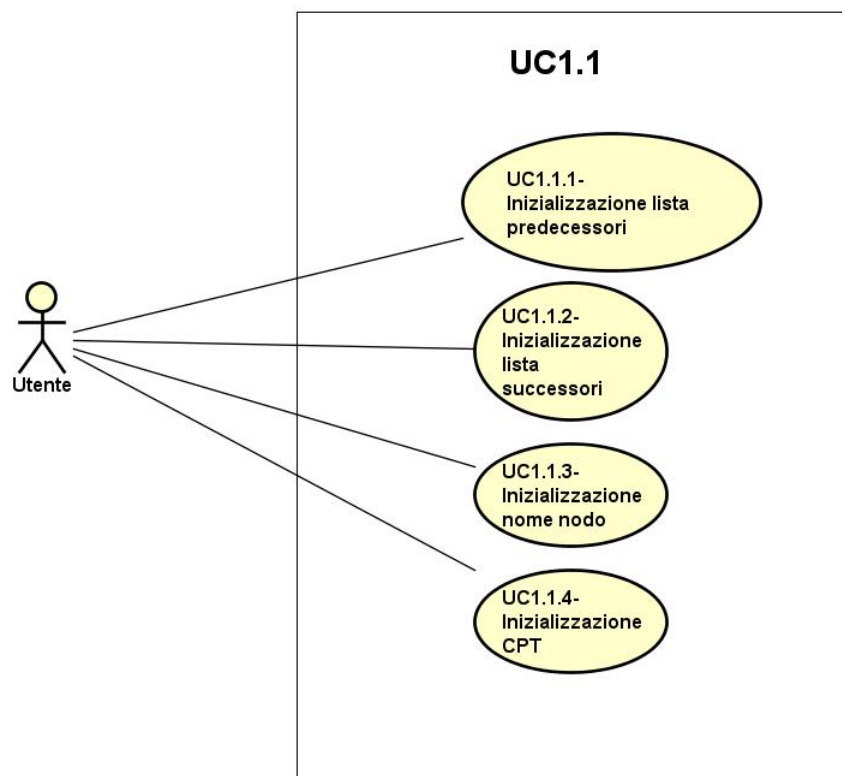 UC1.1
UC1.1.1-
Inizializzazione lista
predecessori
UC1.1.2-
Inizializzazione
lista
successori
Utente
UC1.1.3-
Inizializzazione
nome nodo
UC1.1.4-
Inizializzazione
CPT